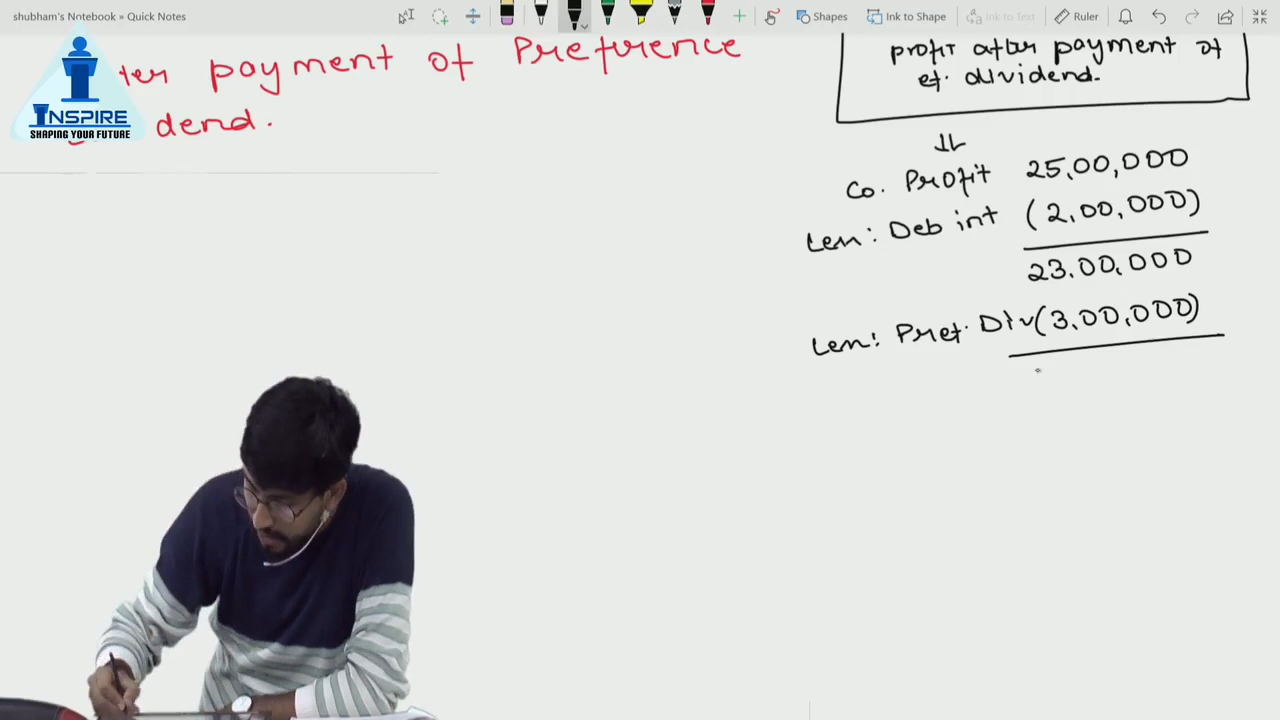 shubham's Notebook » Quick Notes
Shapes
Ink to Shape
Ink to Text
Ruler
ter payment of Preference
dend.
INSPIRE
SHAPING YOUR FUTURE
profit after payment of
ef. dividend.
Co. Profit 25,00,000
Less: Deb int (2,00,000)
23,00,000
Less: Pref. Div (3,00,000)